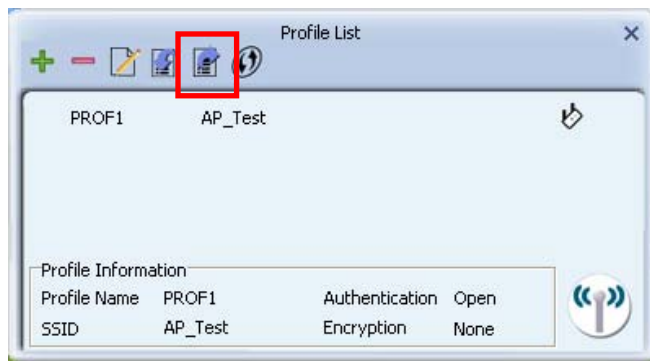 Profile List
PROF1 AP_Test
Profile Information
Profile Name PROF1 Authentication Open
SSID AP_Test Encryption None